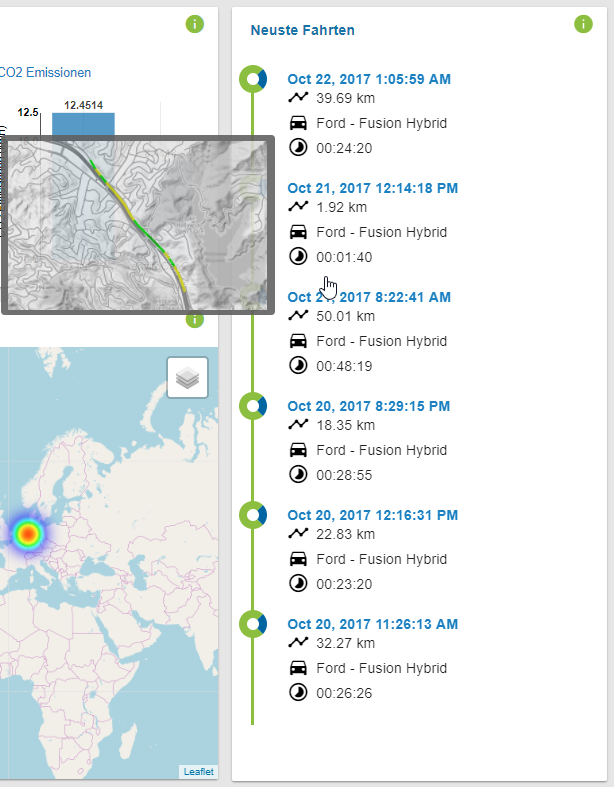 CO2 Emissionen
12.5
12.4514
Leaflet
Neuste Fahrten
Oct 22, 2017 1:05:59 AM
39.69 km
Ford - Fusion Hybrid
00:24:20
Oct 21, 2017 12:14:18 PM
1.92 km
Ford - Fusion Hybrid
00:01:40
Oct 21, 2017 8:22:41 AM
50.01 km
Ford - Fusion Hybrid
00:48:19
Oct 20, 2017 8:29:15 PM
18.35 km
Ford - Fusion Hybrid
00:28:55
Oct 20, 2017 12:16:31 PM
22.83 km
Ford - Fusion Hybrid
00:23:20
Oct 20, 2017 11:26:13 AM
32.27 km
Ford - Fusion Hybrid
00:26:26